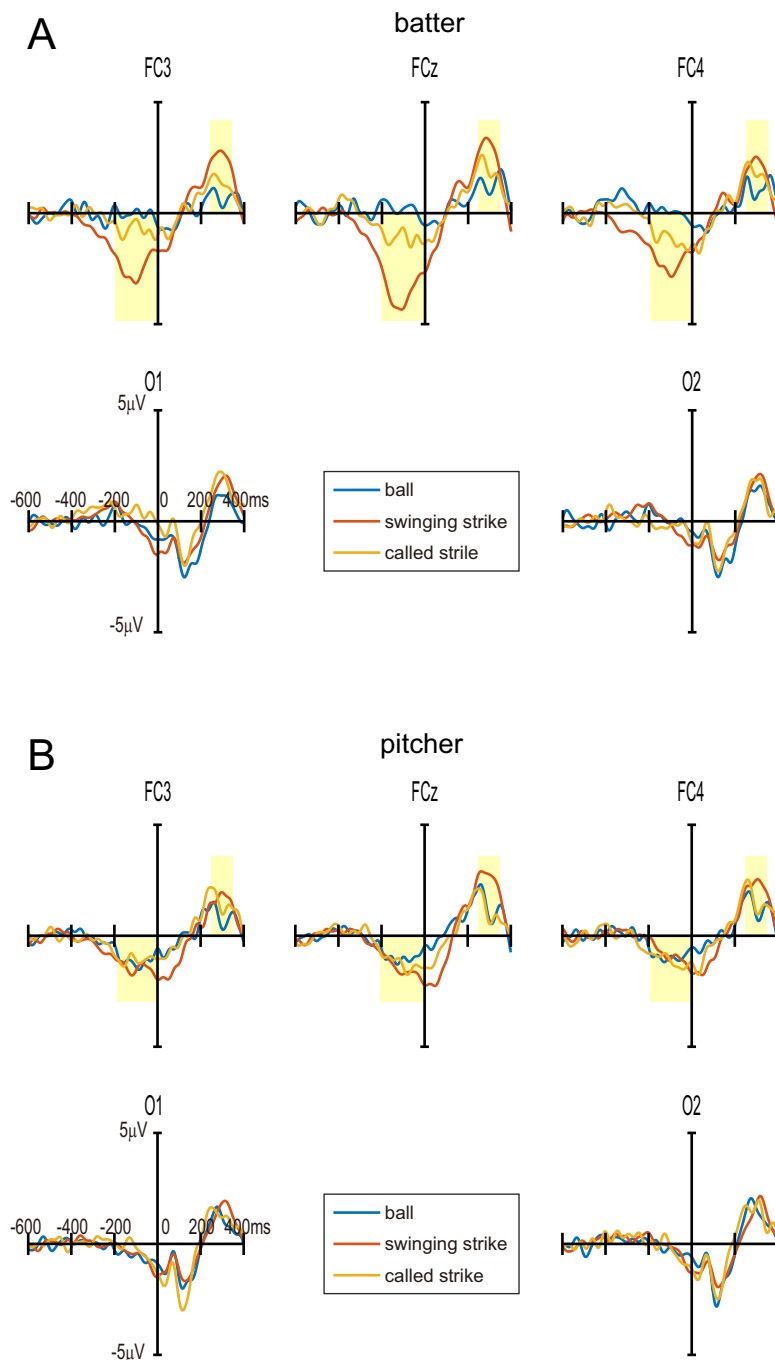 A
batter
FC3 FCz FC4
O1 O2
5μV
-600 -400 -200 0 200 400ms
-5μV
ball
swinging strike
called strile
B
pitcher
FC3 FCz FC4
O1 O2
5μV
-600 -400 -200 0 200 400ms
-5μV
ball
swinging strike
called strike